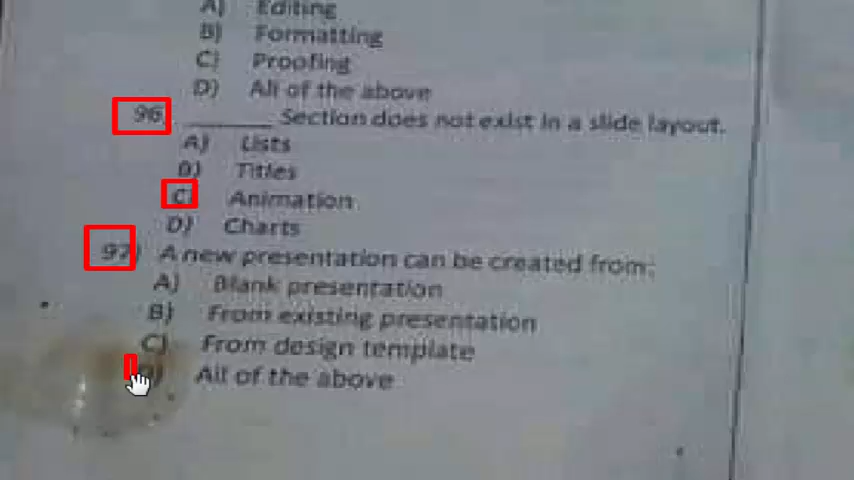 A) Editing
B) Formatting
C) Proofing
D) All of the above
96) ______ Section does not exist in a slide layout.
A) Lists
B) Titles
C) Animation
D) Charts
97) A new presentation can be created from:
A) Blank presentation
B) From existing presentation
C) From design template
D) All of the above